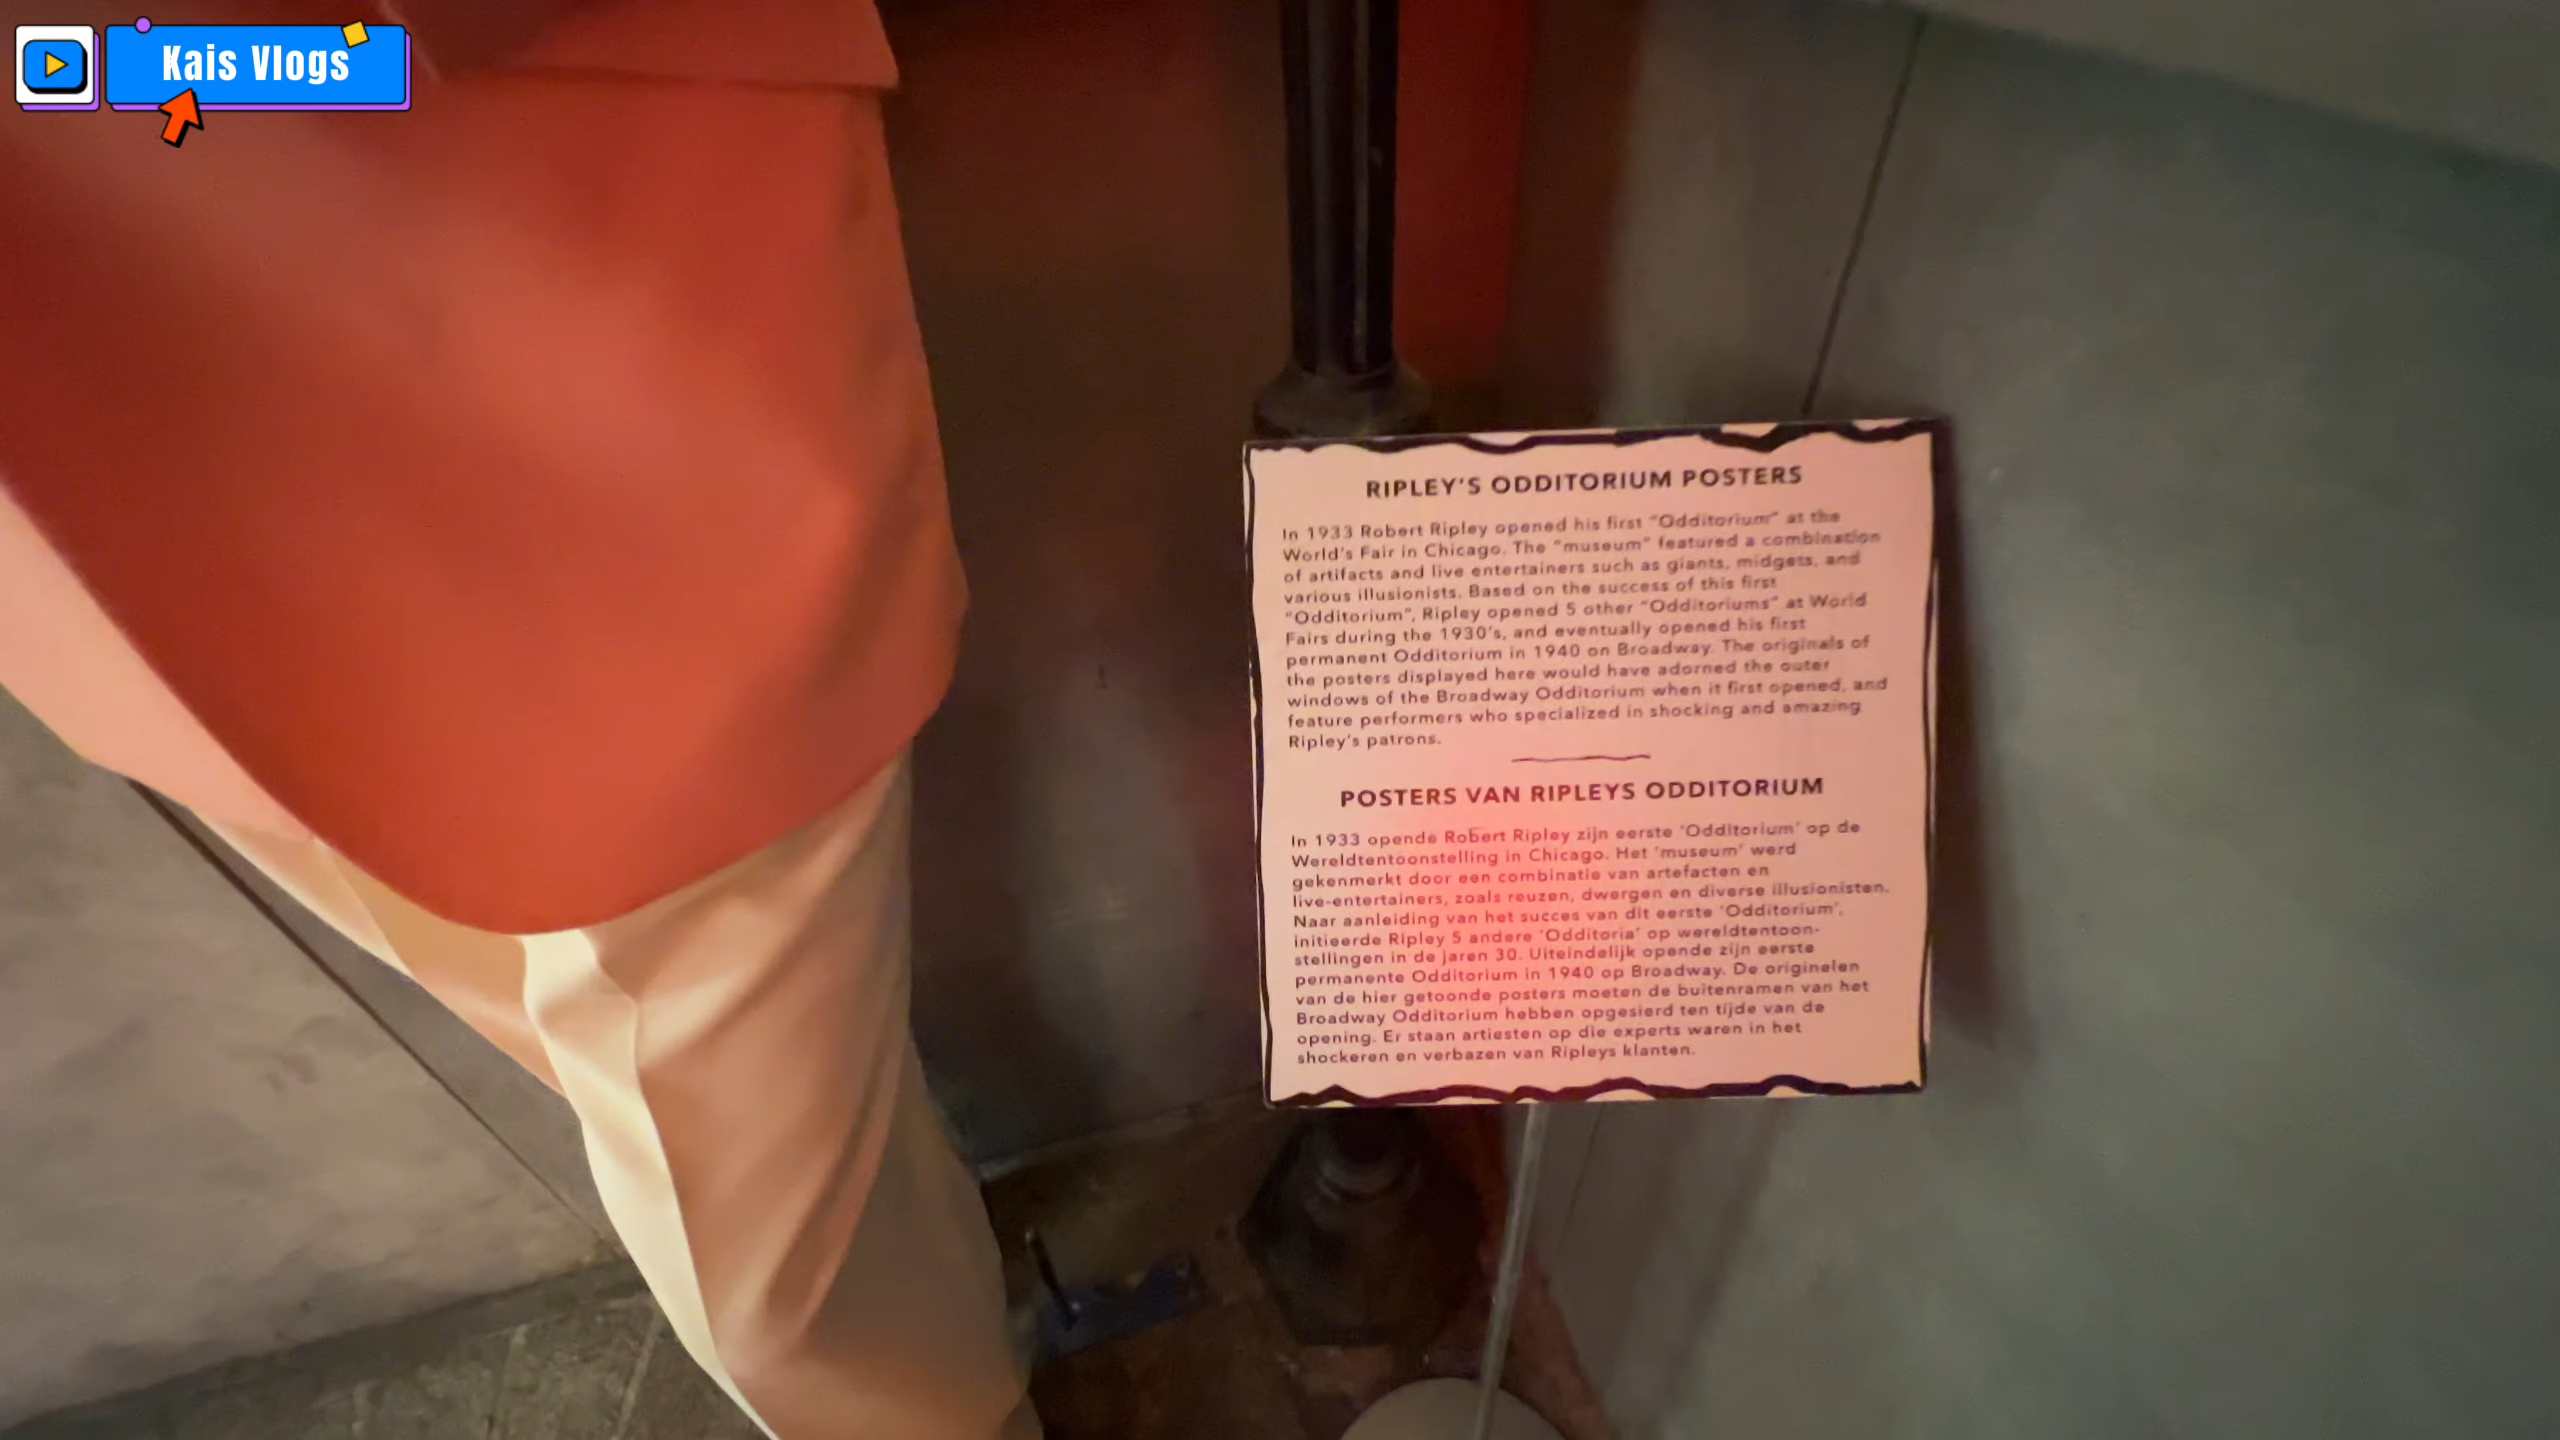 Kais Vlogs
RIPLEY'S ODDITORIUM POSTERS
In 1933 Robert Ripley opened his first "Odditorium" at the
World's Fair in Chicago. The "museum" featured a combination
of artifacts and live entertainers such as giants, midgets, and
various illusionists. Based on the success of this first
"Odditorium", Ripley opened 5 other "Odditoriums" at World
Fairs during the 1930's, and eventually opened his first
permanent Odditorium in 1940 on Broadway. The originals of
the posters displayed here would have adorned the outer
windows of the Broadway Odditorium when it first opened, and
feature performers who specialized in shocking and amazing
Ripley's patrons.
POSTERS VAN RIPLEYS ODDITORIUM
In 1933 opende Robert Ripley zijn eerste 'Odditorium' op de
Wereldtentoonstelling in Chicago. Het 'museum' werd
gekenmerkt door een combinatie van artefacten en
live-entertainers, zoals reuzen, dwergen en diverse illusionisten.
Naar aanleiding van het succes van dit eerste 'Odditorium',
initieerde Ripley 5 andere 'Odditoria' op wereldtentoon-
stellingen in de jaren 30. Uiteindelijk opende zijn eerste
permanente Odditorium in 1940 op Broadway. De originelen
van de hier getoonde posters moeten de buitenramen van het
Broadway Odditorium hebben opgesierd ten tijde van de
opening. Er staan artiesten op die experts waren in het
shockeren en verbazen van Ripleys klanten.